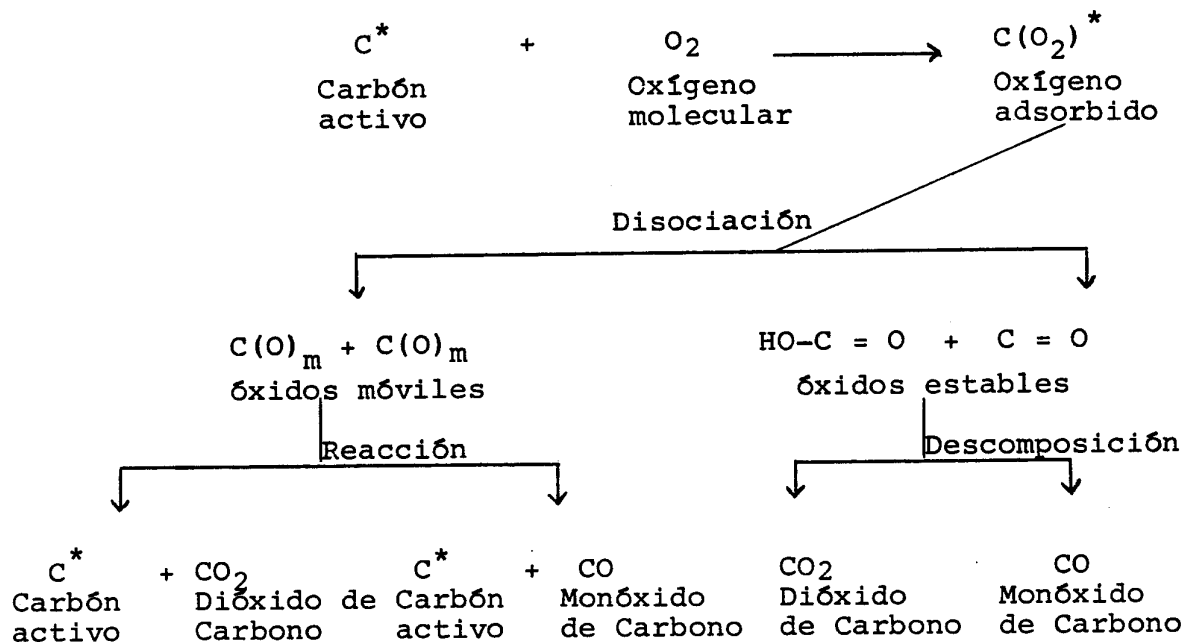 C* + O2 C(O2)*
Carbón Oxígeno Oxígeno
activo molecular adsorbido
Disociación
C(O)m + C(O)m HO-C = O + C = O
óxidos móviles óxidos estables
Reacción Descomposición
C* + CO2 C* + CO CO2 CO
Carbón Dióxido de Carbón Monóxido Dióxido Monóxido
activo Carbono activo de Carbono de Carbono de Carbono